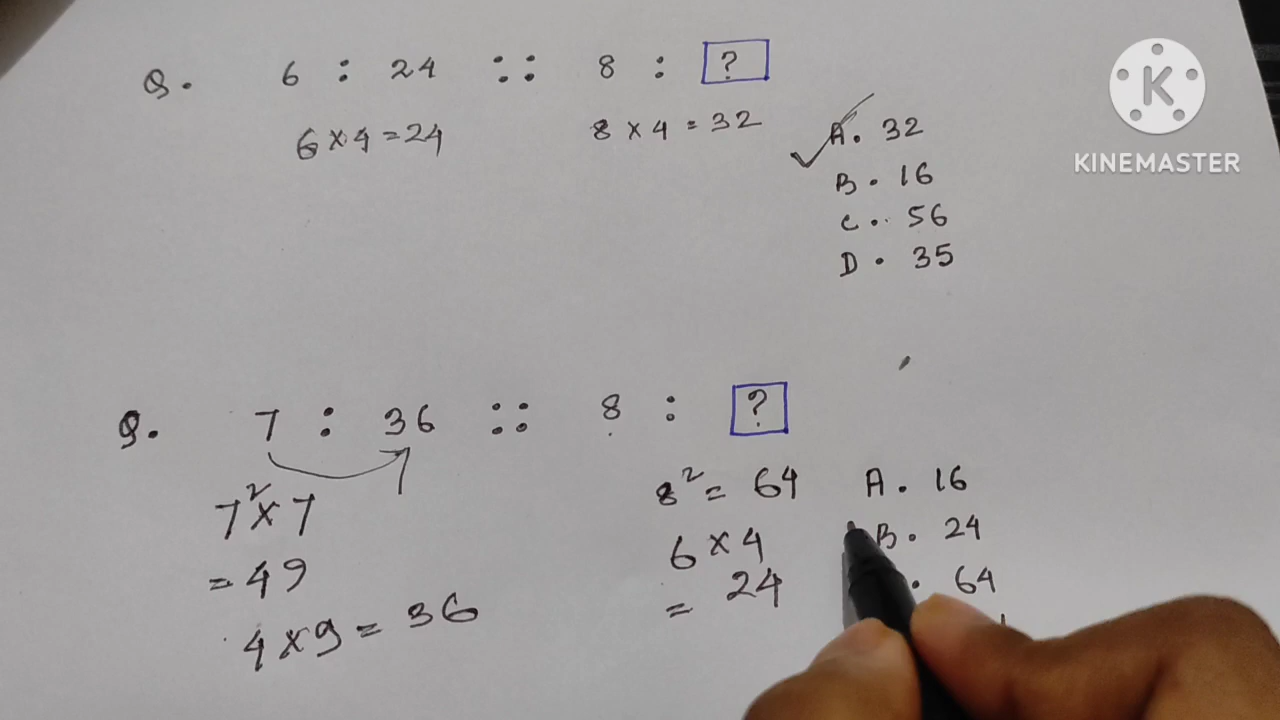 Q. 6 : 24 :: 8 : ?
6 × 4 = 24 8 × 4 = 32
A. 32
B. 16
C. 56
D. 35
KINEMASTER
Q. 7 : 36 :: 8 : ?
7² × 7
= 49
4 × 9 = 36
8² = 64
6 × 4
= 24
A. 16
B. 24
. 64